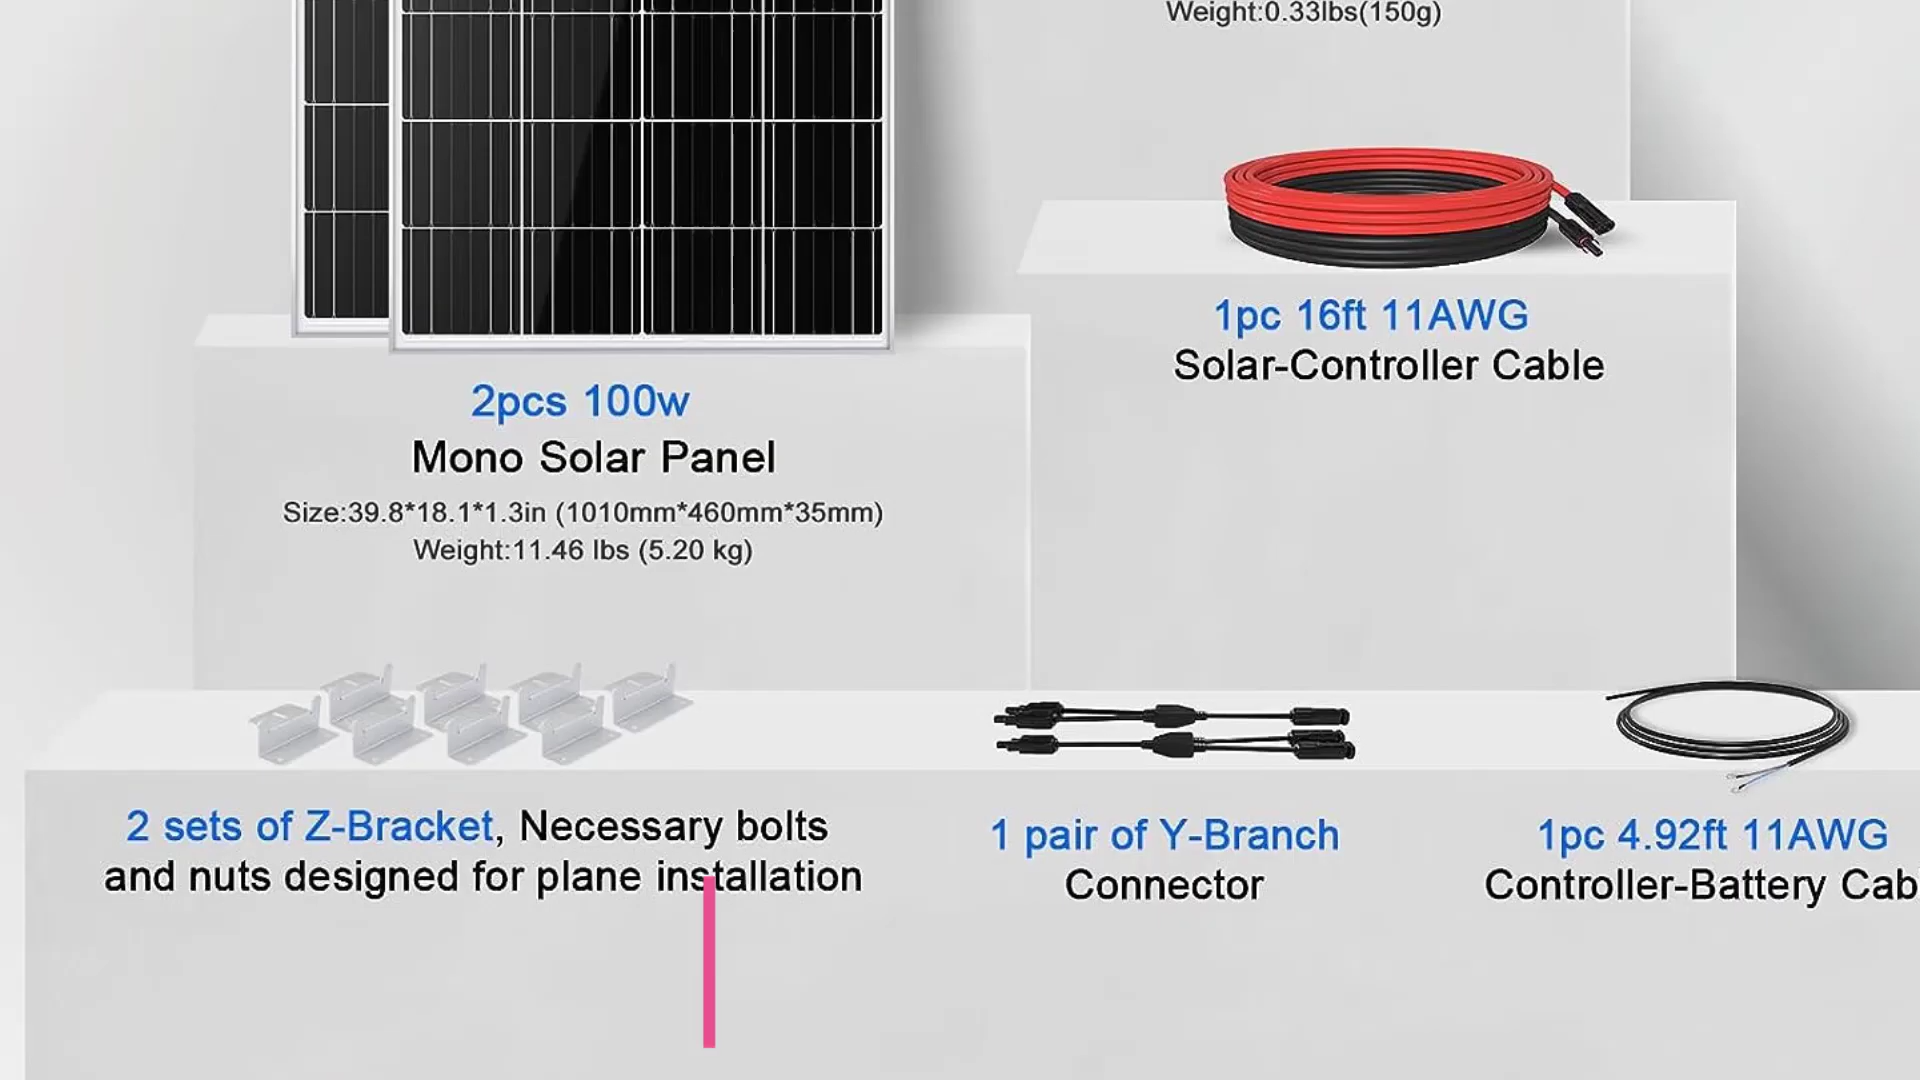 Weight:0.33lbs(150g)
1pc 16ft 11AWG
Solar-Controller Cable
2pcs 100w
Mono Solar Panel
Size:39.8*18.1*1.3in (1010mm*460mm*35mm)
Weight:11.46 lbs (5.20 kg)
2 sets of Z-Bracket, Necessary bolts
and nuts designed for plane installation
1 pair of Y-Branch
Connector
1pc 4.92ft 11AWG
Controller-Battery Cab